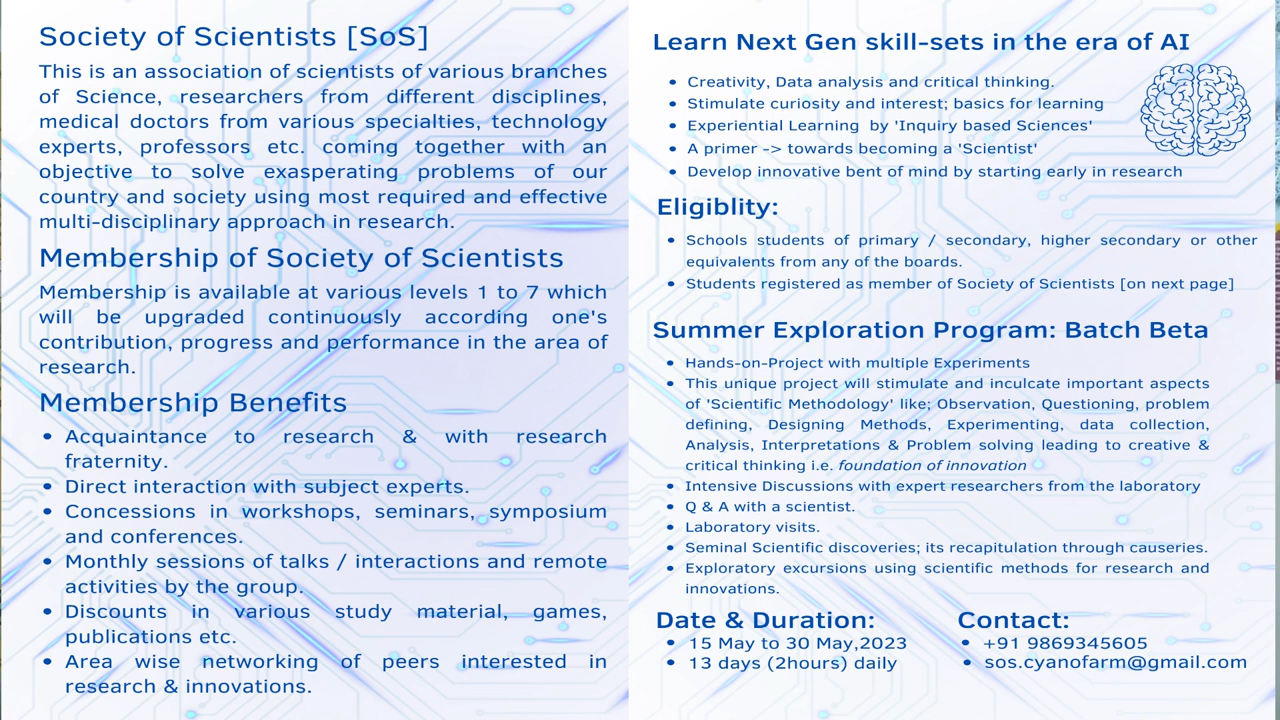 Society of Scientists [SoS]
This is an association of scientists of various branches
of Science, researchers from different disciplines,
medical doctors from various specialties, technology
experts, professors etc. coming together with an
objective to solve exasperating problems of our
country and society using most required and effective
multi-disciplinary approach in research.
Membership of Society of Scientists
Membership is available at various levels 1 to 7 which
will be upgraded continuously according one's
contribution, progress and performance in the area of
research.
Membership Benefits
• Acquaintance to research & with research
fraternity.
• Direct interaction with subject experts.
• Concessions in workshops, seminars, symposium
and conferences.
• Monthly sessions of talks / interactions and remote
activities by the group.
• Discounts in various study material, games,
publications etc.
• Area wise networking of peers interested in
research & innovations.
Learn Next Gen skill-sets in the era of AI
• Creativity, Data analysis and critical thinking.
• Stimulate curiosity and interest; basics for learning
• Experiential Learning by 'Inquiry based Sciences'
• A primer -> towards becoming a 'Scientist'
• Develop innovative bent of mind by starting early in research
Eligiblity:
• Schools students of primary / secondary, higher secondary or other
equivalents from any of the boards.
• Students registered as member of Society of Scientists [on next page]
Summer Exploration Program: Batch Beta
• Hands-on-Project with multiple Experiments
• This unique project will stimulate and inculcate important aspects
of 'Scientific Methodology' like; Observation, Questioning, problem
defining, Designing Methods, Experimenting, data collection,
Analysis, Interpretations & Problem solving leading to creative &
critical thinking i.e. foundation of innovation
• Intensive Discussions with expert researchers from the laboratory
• Q & A with a scientist.
• Laboratory visits.
• Seminal Scientific discoveries; its recapitulation through causeries.
• Exploratory excursions using scientific methods for research and
innovations.
Date & Duration:
• 15 May to 30 May,2023
• 13 days (2hours) daily
Contact:
• +91 9869345605
• sos.cyanofarm@gmail.com